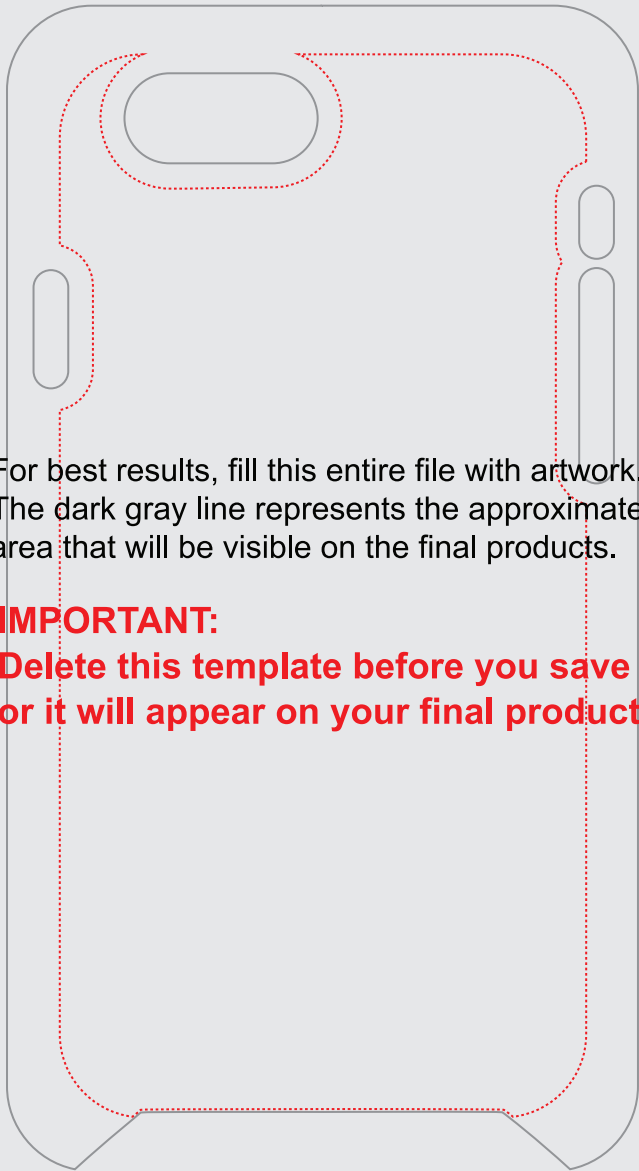 For best results, fill this entire file with artwork.
The dark gray line represents the approximate
area that will be visible on the final products.
IMPORTANT:
Delete this template before you save
or it will appear on your final product